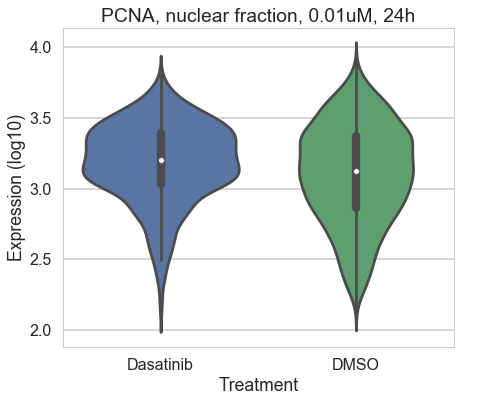 PCNA, nuclear fraction, 0.01uM, 24h
4.0
3.5
3.0
2.5
2.0
Expression (log10)
Dasatinib DMSO
Treatment